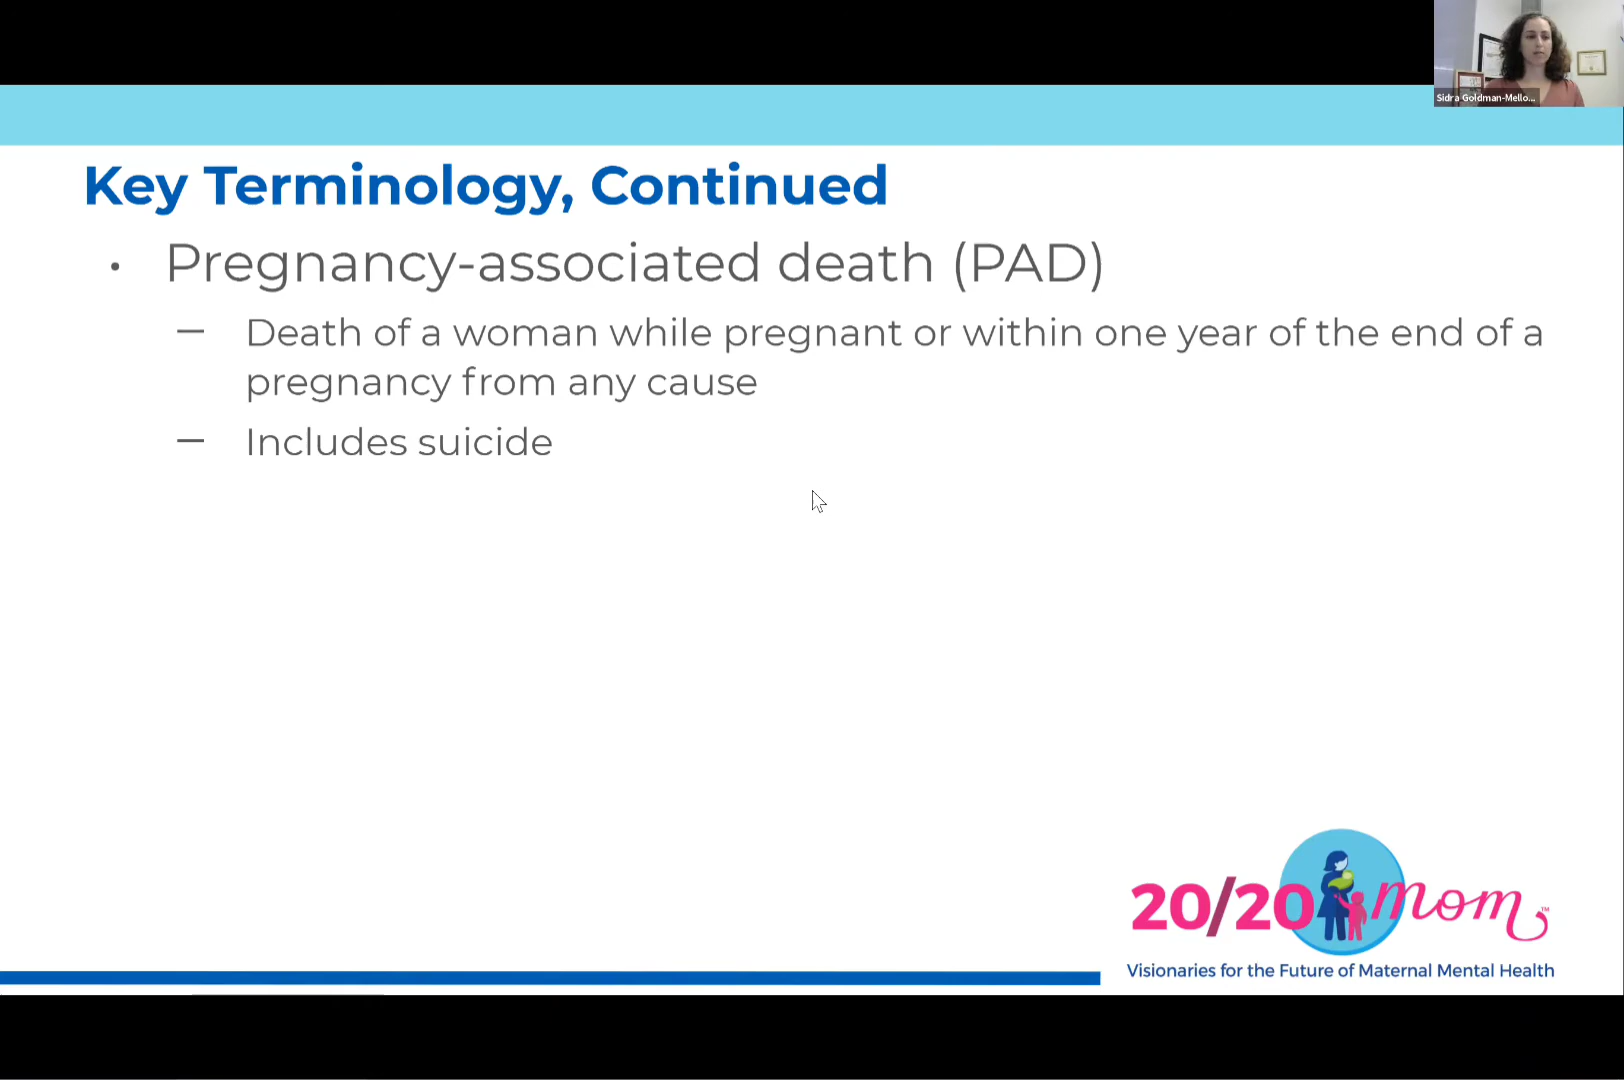 Sidra Goldman-Mello...
Key Terminology, Continued
• Pregnancy-associated death (PAD)
– Death of a woman while pregnant or within one year of the end of a
pregnancy from any cause
– Includes suicide
20/20 mom™
Visionaries for the Future of Maternal Mental Health